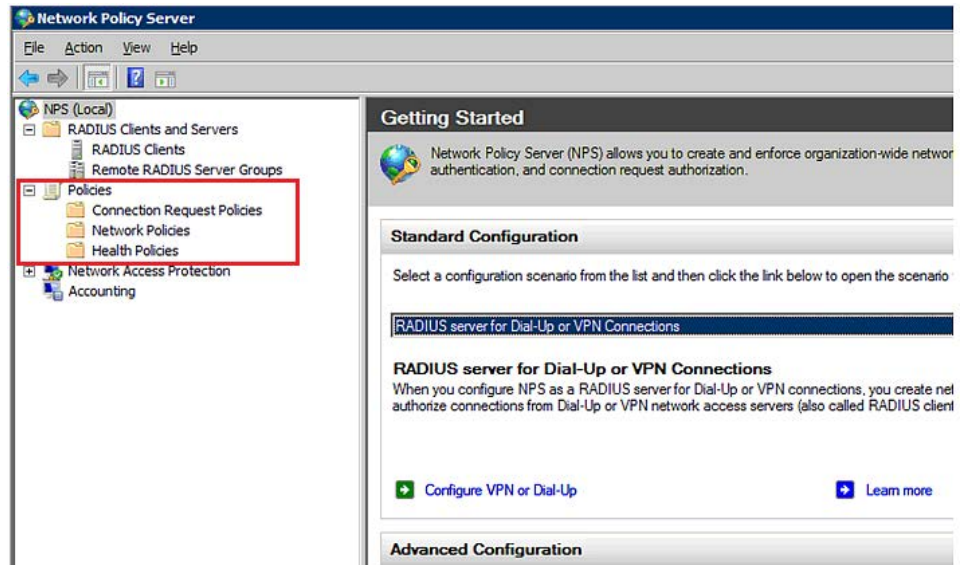 Network Policy Server
File Action View Help
NPS (Local)
RADIUS Clients and Servers
RADIUS Clients
Remote RADIUS Server Groups
Policies
Connection Request Policies
Network Policies
Health Policies
Network Access Protection
Accounting
Getting Started
Network Policy Server (NPS) allows you to create and enforce organization-wide networ
authentication, and connection request authorization.
Standard Configuration
Select a configuration scenario from the list and then click the link below to open the scenario
RADIUS server for Dial-Up or VPN Connections
RADIUS server for Dial-Up or VPN Connections
When you configure NPS as a RADIUS server for Dial-Up or VPN connections, you create net
authorize connections from Dial-Up or VPN network access servers (also called RADIUS client
Configure VPN or Dial-Up
Learn more
Advanced Configuration